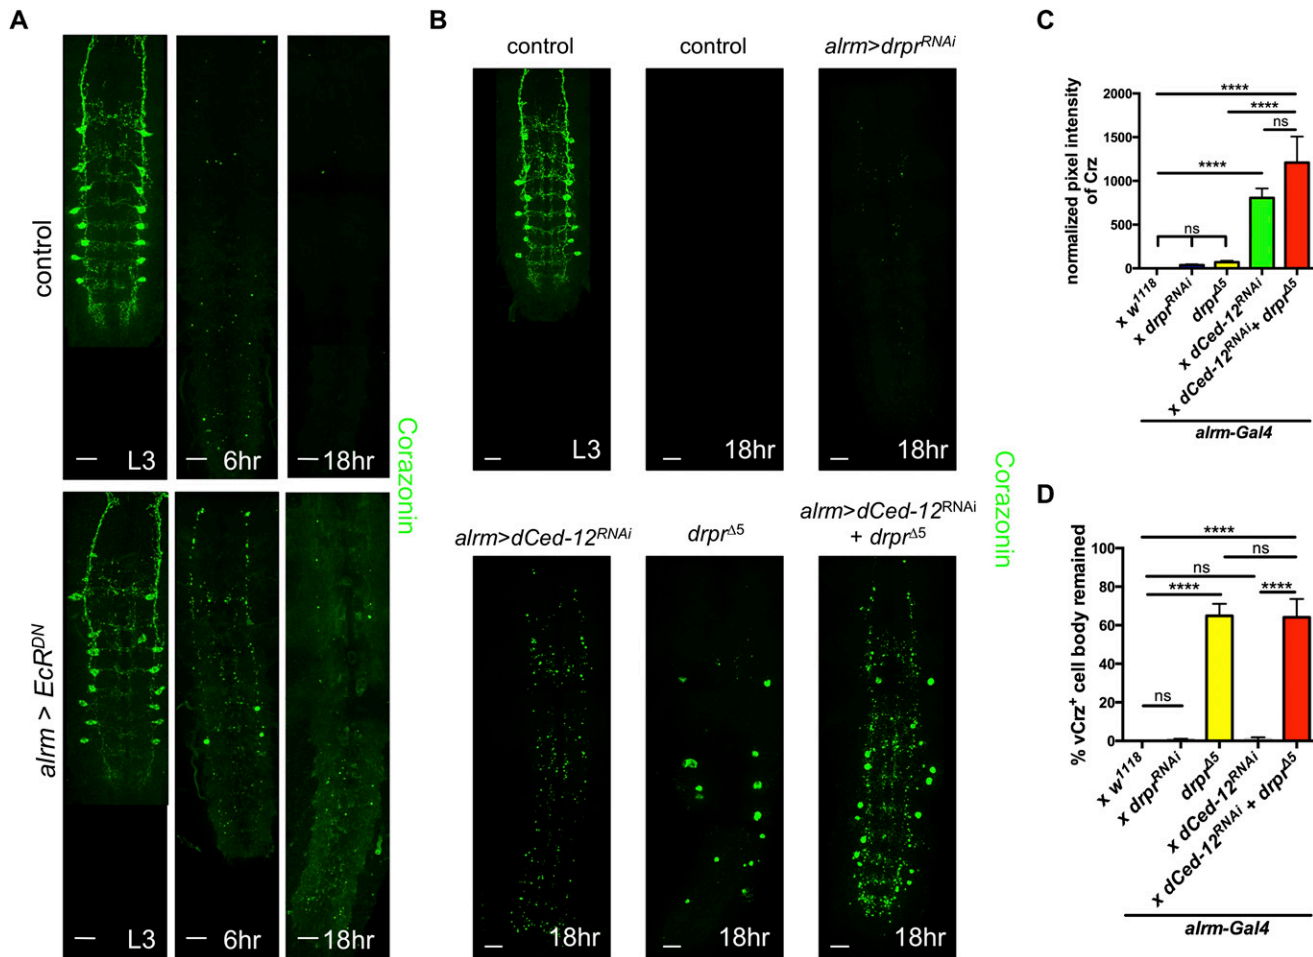 A
control
L3
6hr
18hr
alrm > EcR^DN
L3
6hr
18hr
Corazonin
B
control
control
alrm>drpr^RNAi
L3
18hr
18hr
alrm>dCed-12^RNAi
drpr^Δ5
alrm>dCed-12^RNAi
+ drpr^Δ5
18hr
18hr
18hr
Corazonin
C
normalized pixel intensity
of Crz
2000
1500
1000
500
0
****
****
ns
****
ns
x w^1118
x drpr^RNAi
drpr^Δ5
x dCed-12^RNAi
x dCed-12^RNAi + drpr^Δ5
alrm-Gal4
D
% vCrz^+ cell body remained
100
80
60
40
20
0
****
ns
ns
****
****
ns
x w^1118
x drpr^RNAi
drpr^Δ5
x dCed-12^RNAi
x dCed-12^RNAi + drpr^Δ5
alrm-Gal4